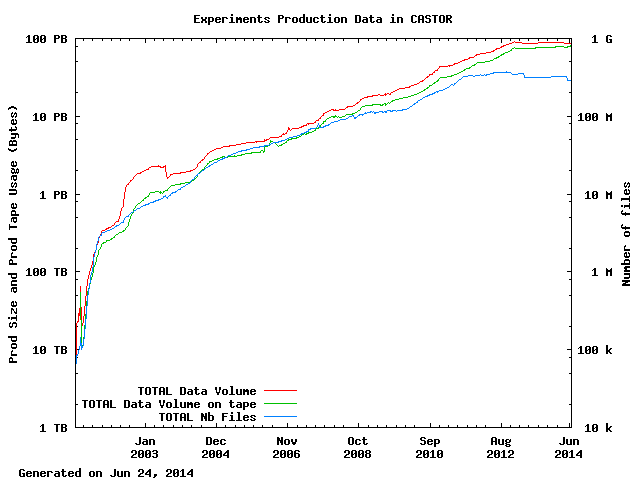 Experiments Production Data in CASTOR
100 PB
10 PB
1 PB
100 TB
10 TB
1 TB
Prod Size and Prod Tape Usage (Bytes)
1 G
100 M
10 M
1 M
100 k
10 k
Number of files
TOTAL Data Volume
TOTAL Data Volume on tape
TOTAL Nb Files
Jan 2003
Dec 2004
Nov 2006
Oct 2008
Sep 2010
Aug 2012
Jun 2014
Generated on Jun 24, 2014